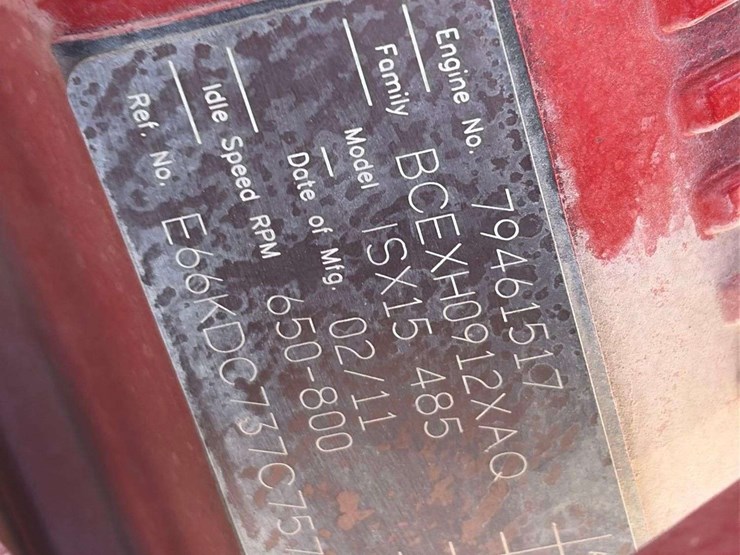 Engine No. 79461517
Family BCEXH0912XAQ
Model ISX15 485
Date of Mfg. 02/11
Idle Speed RPM 650-800
Ref. No. E66KDC737C757